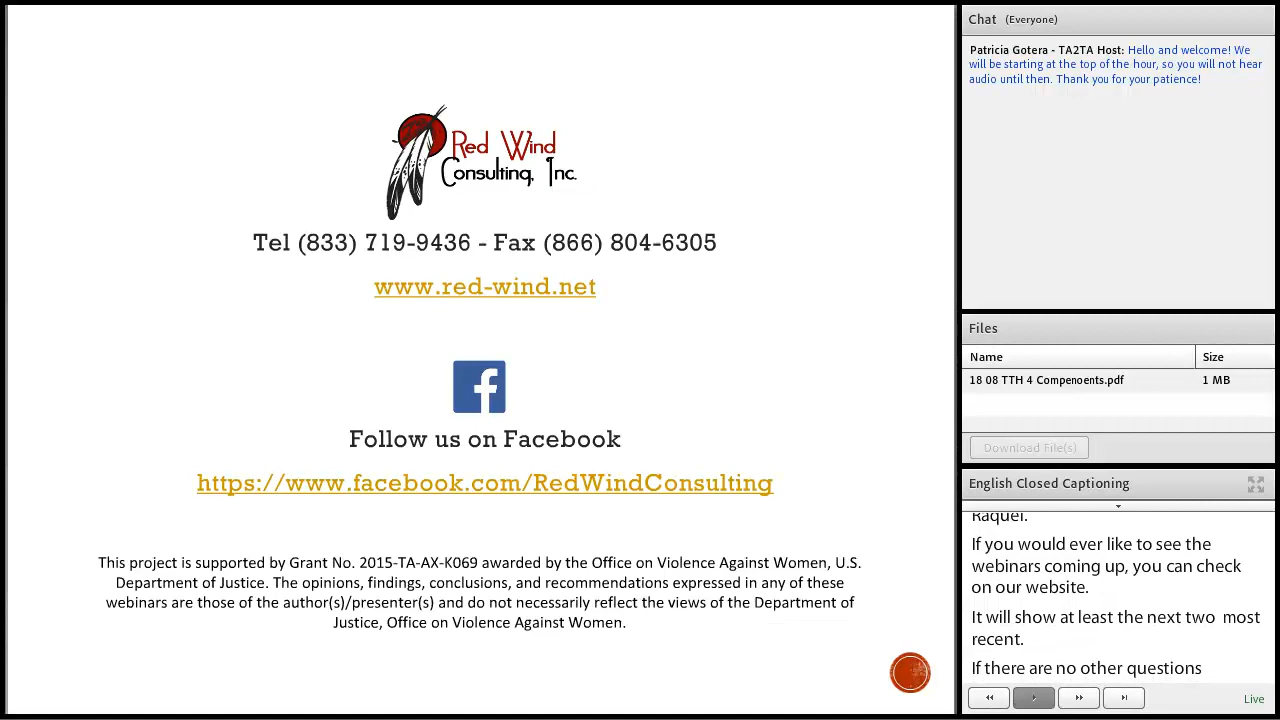 Red Wind
Consulting, Inc.
Tel (833) 719-9436 - Fax (866) 804-6305
www.red-wind.net
f
Follow us on Facebook
https://www.facebook.com/RedWindConsulting
This project is supported by Grant No. 2015-TA-AX-K069 awarded by the Office on Violence Against Women, U.S.
Department of Justice. The opinions, findings, conclusions, and recommendations expressed in any of these
webinars are those of the author(s)/presenter(s) and do not necessarily reflect the views of the Department of
Justice, Office on Violence Against Women.
Chat (Everyone)
Patricia Gotera - TA2TA Host: Hello and welcome! We
will be starting at the top of the hour, so you will not hear
audio until then. Thank you for your patience!
Files
Name Size
18 08 TTH 4 Compenoents.pdf 1 MB
Download File(s)
English Closed Captioning
Raquel.
If you would ever like to see the
webinars coming up, you can check
on our website.
It will show at least the next two most
recent.
If there are no other questions
Live